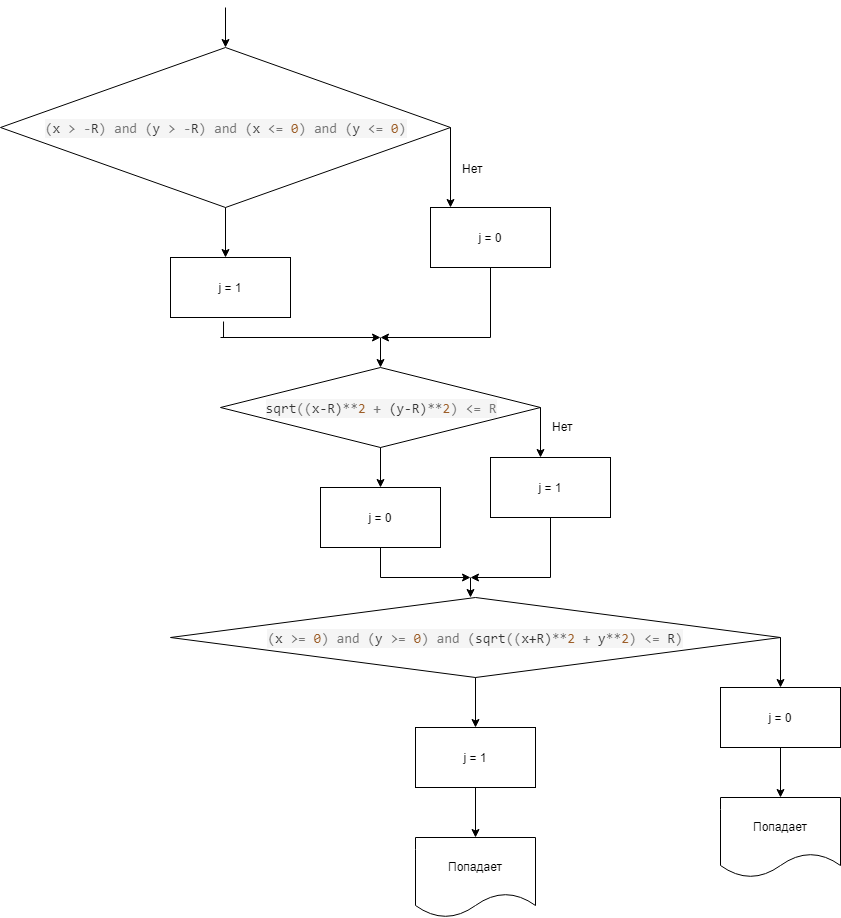 (x > -R) and (y > -R) and (x <= 0) and (y <= 0)
Нет
j = 0
j = 1
sqrt((x-R)**2 + (y-R)**2) <= R
Нет
j = 1
j = 0
(x >= 0) and (y >= 0) and (sqrt((x+R)**2 + y**2) <= R)
j = 0
j = 1
Попадает
Попадает